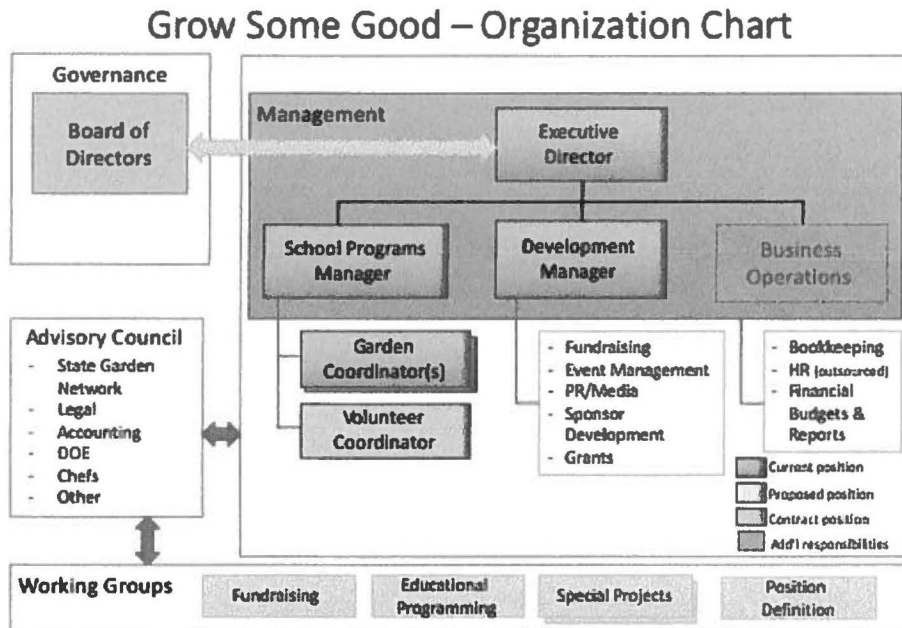 Grow Some Good – Organization Chart
Governance
Board of
Directors
Management
Executive
Director
School Programs
Manager
Development
Manager
Business
Operations
Garden
Coordinator(s)
Volunteer
Coordinator
- Fundraising
- Event Management
- PR/Media
- Sponsor
Development
- Grants
- Bookkeeping
- HR (outsourced)
- Financial
Budgets &
Reports
Advisory Council
- State Garden
Network
- Legal
- Accounting
- DOE
- Chefs
- Other
Current position
Proposed position
Contract position
Add'l responsibilities
Working Groups
Fundraising
Educational
Programming
Special Projects
Position
Definition